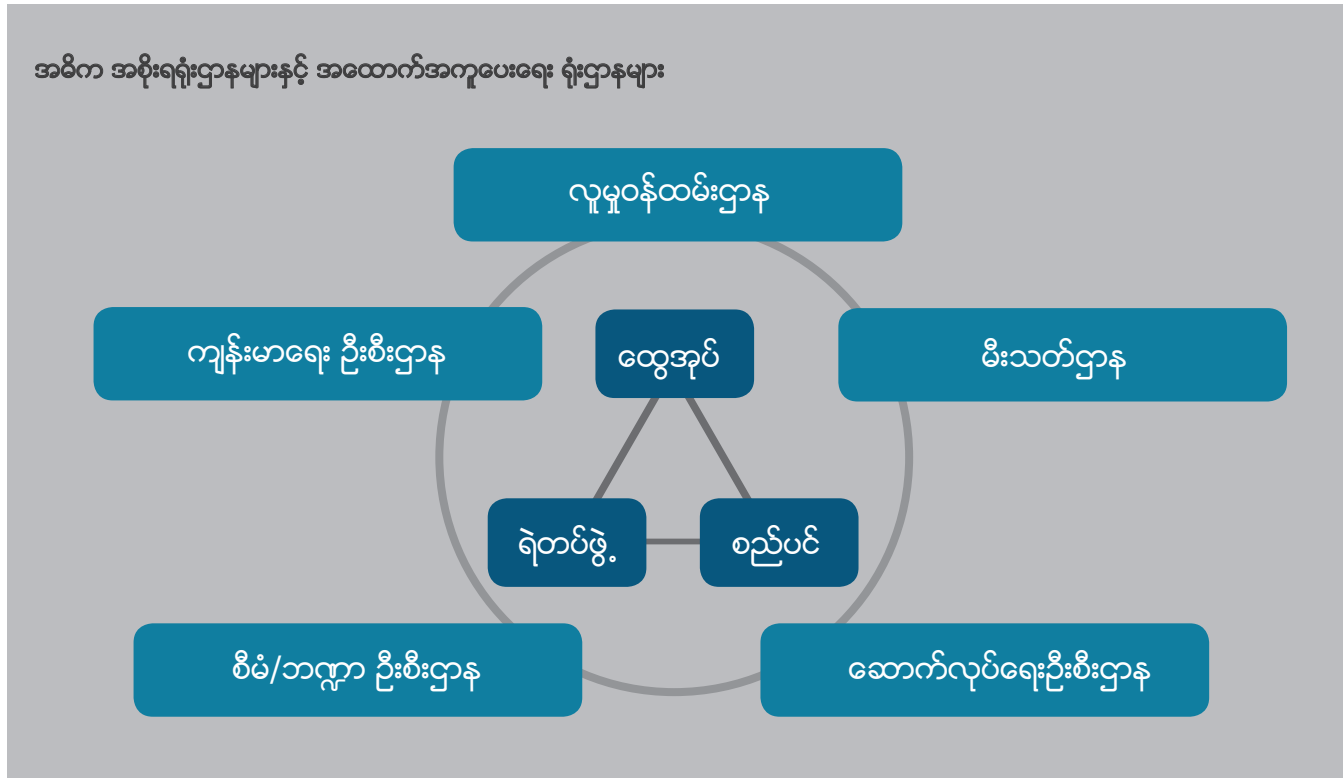 အဓိက အစိုးရရုံးဌာနများနှင့် အထောက်အကူပေးရေး ရုံးဌာနများ
လူမှုဝန်ထမ်းဌာန
ကျန်းမာရေး ဦးစီးဌာန
ထွေအုပ်
မီးသတ်ဌာန
ရဲတပ်ဖွဲ့
စည်ပင်
စီမံ/ဘဏ္ဍာ ဦးစီးဌာန
ဆောက်လုပ်ရေးဦးစီးဌာန